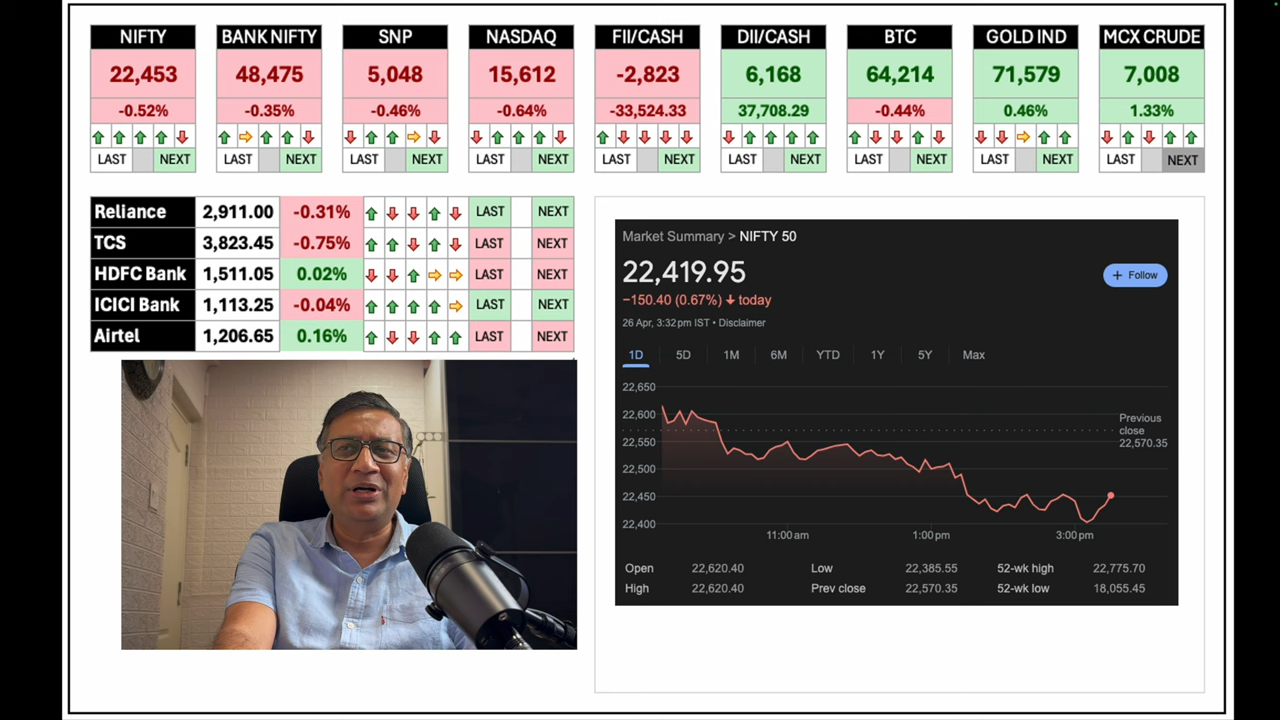 NIFTY
22,453
-0.52%
LAST NEXT
BANK NIFTY
48,475
-0.35%
LAST NEXT
SNP
5,048
-0.46%
LAST NEXT
NASDAQ
15,612
-0.64%
LAST NEXT
FII/CASH
-2,823
-33,524.33
LAST NEXT
DII/CASH
6,168
37,708.29
LAST NEXT
BTC
64,214
-0.44%
LAST NEXT
GOLD IND
71,579
0.46%
LAST NEXT
MCX CRUDE
7,008
1.33%
LAST NEXT
Reliance 2,911.00 -0.31% LAST NEXT
TCS 3,823.45 -0.75% LAST NEXT
HDFC Bank 1,511.05 0.02% LAST NEXT
ICICI Bank 1,113.25 -0.04% LAST NEXT
Airtel 1,206.65 0.16% LAST NEXT
Market Summary > NIFTY 50
22,419.95
+ Follow
−150.40 (0.67%) today
26 Apr, 3:32 pm IST • Disclaimer
1D 5D 1M 6M YTD 1Y 5Y Max
22,650
22,600
22,550
22,500
22,450
22,400
Previous
close
22,570.35
11:00 am 1:00 pm 3:00 pm
Open 22,620.40 Low 22,385.55 52-wk high 22,775.70
High 22,620.40 Prev close 22,570.35 52-wk low 18,055.45